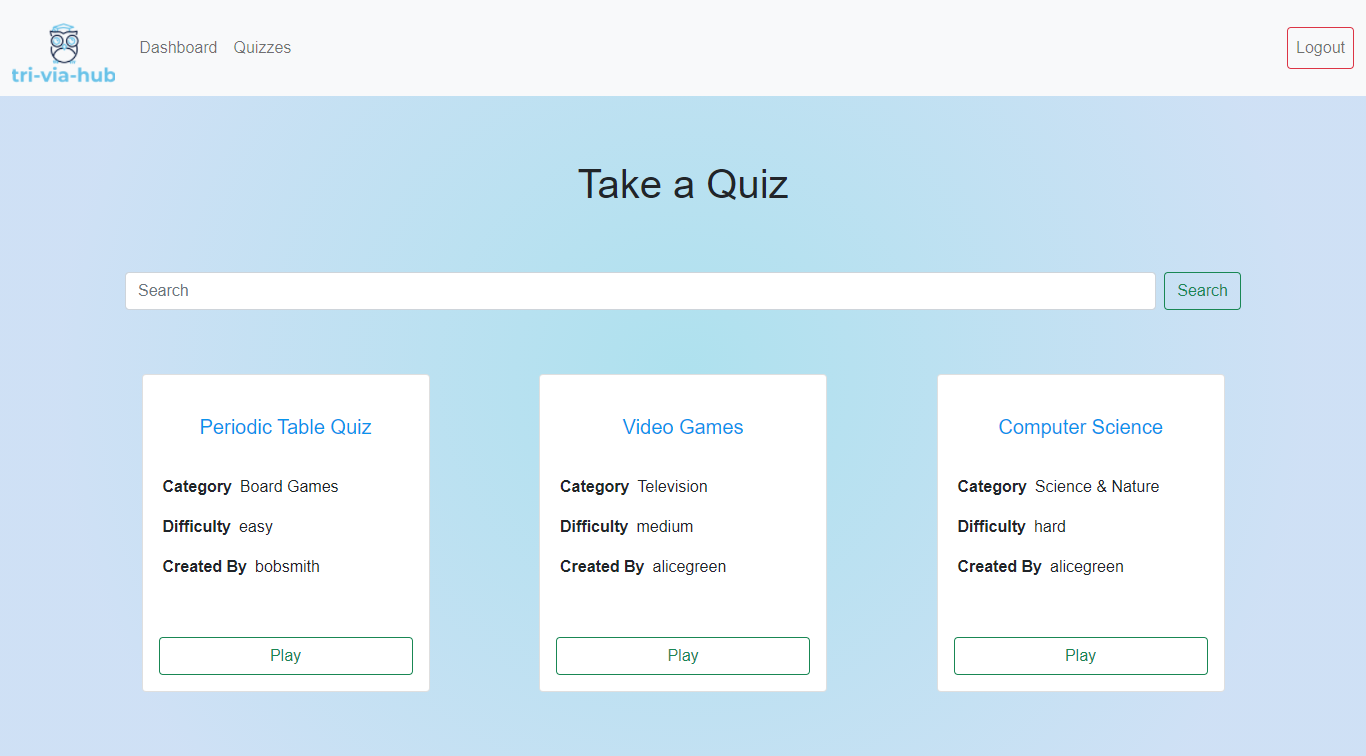 tri-via-hub
Dashboard Quizzes Logout
Take a Quiz
Search Search
Periodic Table Quiz
Category Board Games
Difficulty easy
Created By bobsmith
Play
Video Games
Category Television
Difficulty medium
Created By alicegreen
Play
Computer Science
Category Science & Nature
Difficulty hard
Created By alicegreen
Play